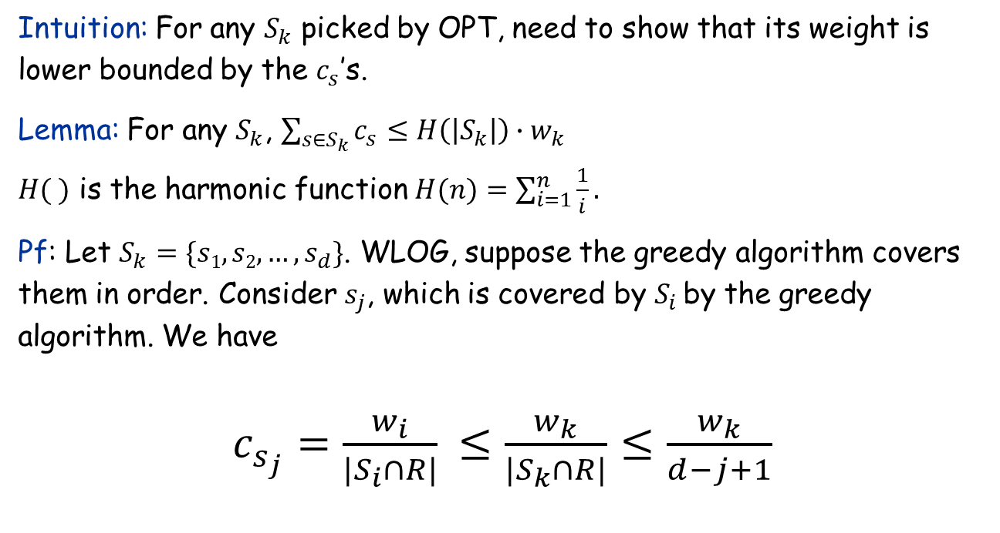 Intuition: For any $S_k$ picked by OPT, need to show that its weight is
lower bounded by the $c_s$'s.
Lemma: For any $S_k$, $\sum_{s \in S_k} c_s \leq H(|S_k|) \cdot w_k$
$H(\ )$ is the harmonic function $H(n) = \sum_{i=1}^{n} \frac{1}{i}$.
Pf: Let $S_k = \{s_1, s_2, \ldots, s_d\}$. WLOG, suppose the greedy algorithm covers
them in order. Consider $s_j$, which is covered by $S_i$ by the greedy
algorithm. We have
$c_{s_j} = \frac{w_i}{|S_i \cap R|} \leq \frac{w_k}{|S_k \cap R|} \leq \frac{w_k}{d-j+1}$